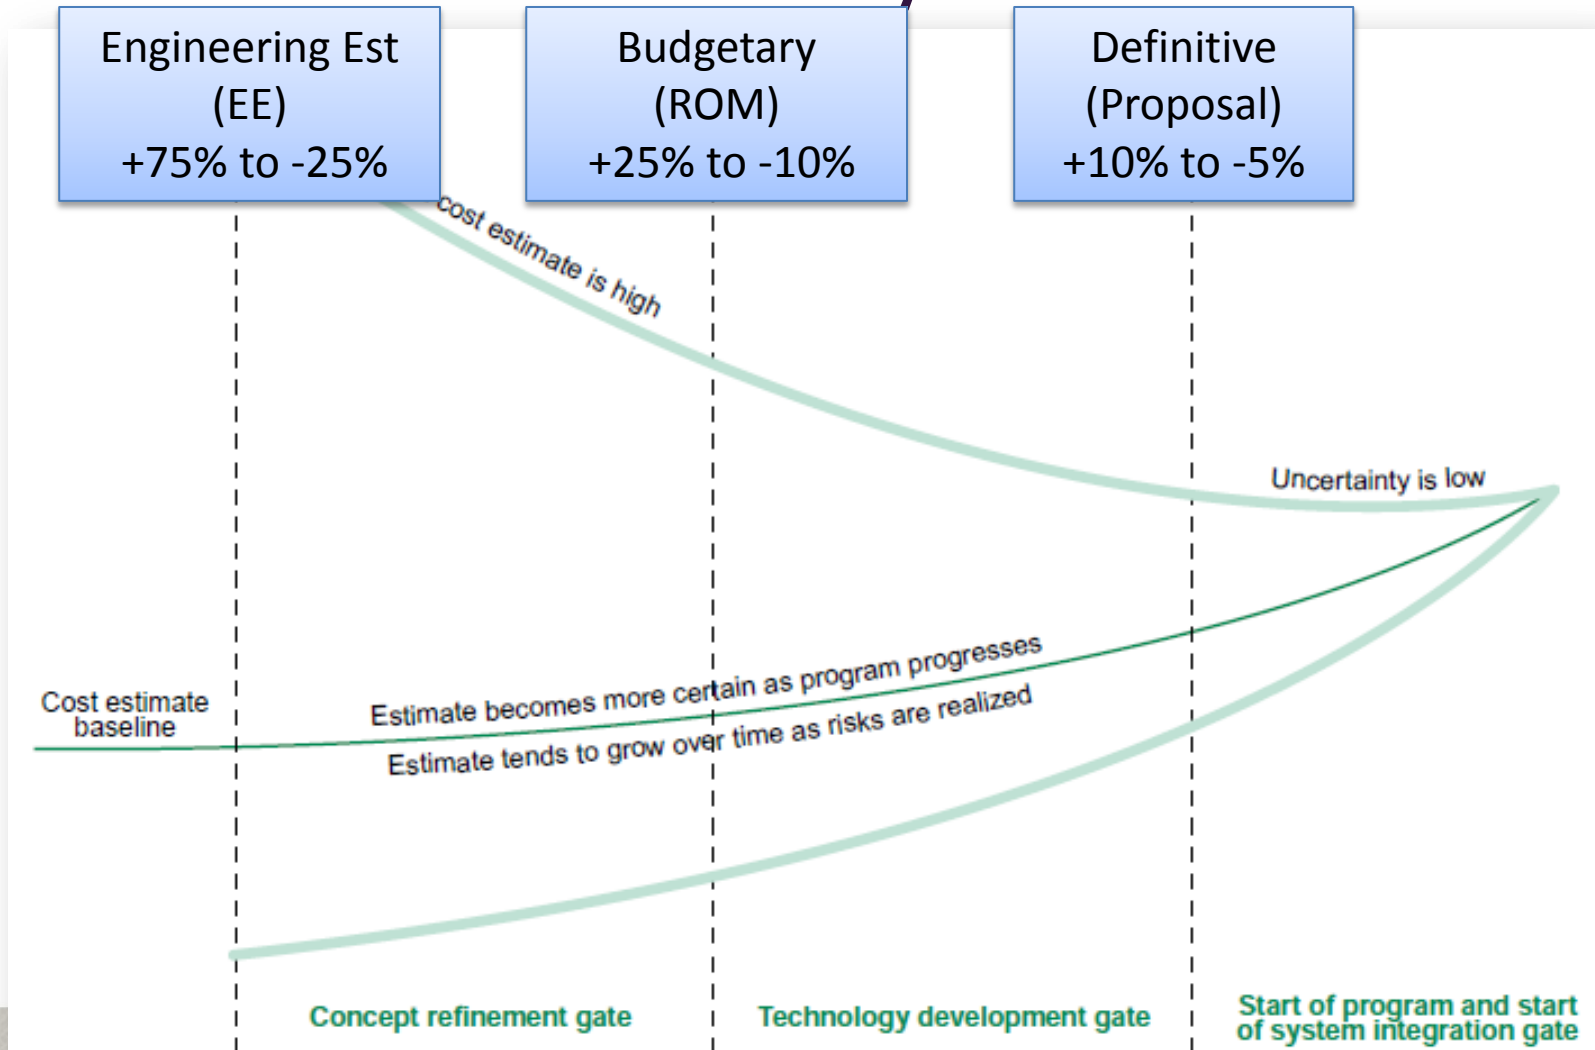 Engineering Est
(EE)
+75% to -25%
Budgetary
(ROM)
+25% to -10%
Definitive
(Proposal)
+10% to -5%
cost estimate is high
Uncertainty is low
Estimate becomes more certain as program progresses
Cost estimate
baseline
Estimate tends to grow over time as risks are realized
Concept refinement gate
Technology development gate
Start of program and start
of system integration gate